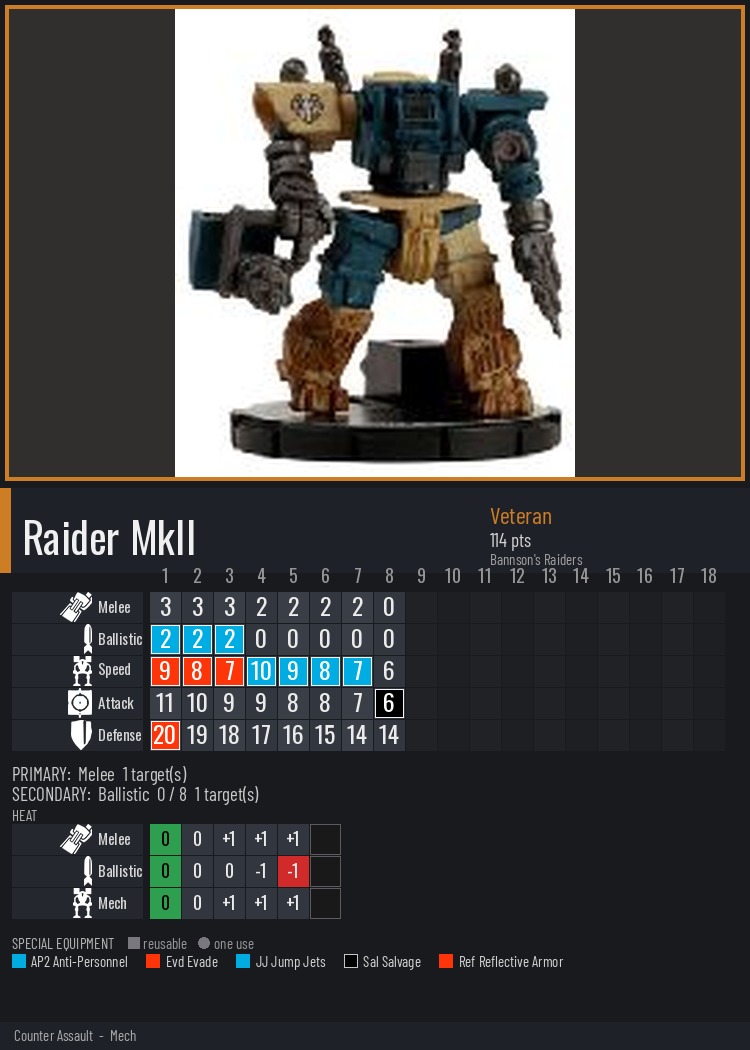 Raider MkII
Veteran
114 pts
Bannson's Raiders
1 2 3 4 5 6 7 8 9 10 11 12 13 14 15 16 17 18
Melee 3 3 3 2 2 2 2 0
Ballistic 2 2 2 0 0 0 0 0
Speed 9 8 7 10 9 8 7 6
Attack 11 10 9 9 8 8 7 6
Defense 20 19 18 17 16 15 14 14
PRIMARY: Melee 1 target(s)
SECONDARY: Ballistic 0 / 8 1 target(s)
HEAT
Melee 0 0 +1 +1 +1
Ballistic 0 0 0 -1 -1
Mech 0 0 +1 +1 +1
SPECIAL EQUIPMENT reusable one use
AP2 Anti-Personnel Evd Evade JJ Jump Jets Sal Salvage Ref Reflective Armor
Counter Assault - Mech